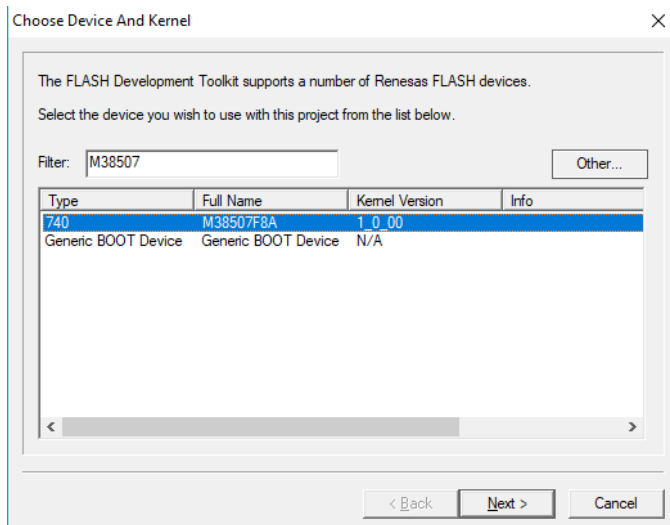 Choose Device And Kernel
The FLASH Development Toolkit supports a number of Renesas FLASH devices.
Select the device you wish to use with this project from the list below.
Filter: M38507 Other...
Type Full Name Kernel Version Info
740 M38507F8A 1_0_00
Generic BOOT Device Generic BOOT Device N/A
< Back Next > Cancel